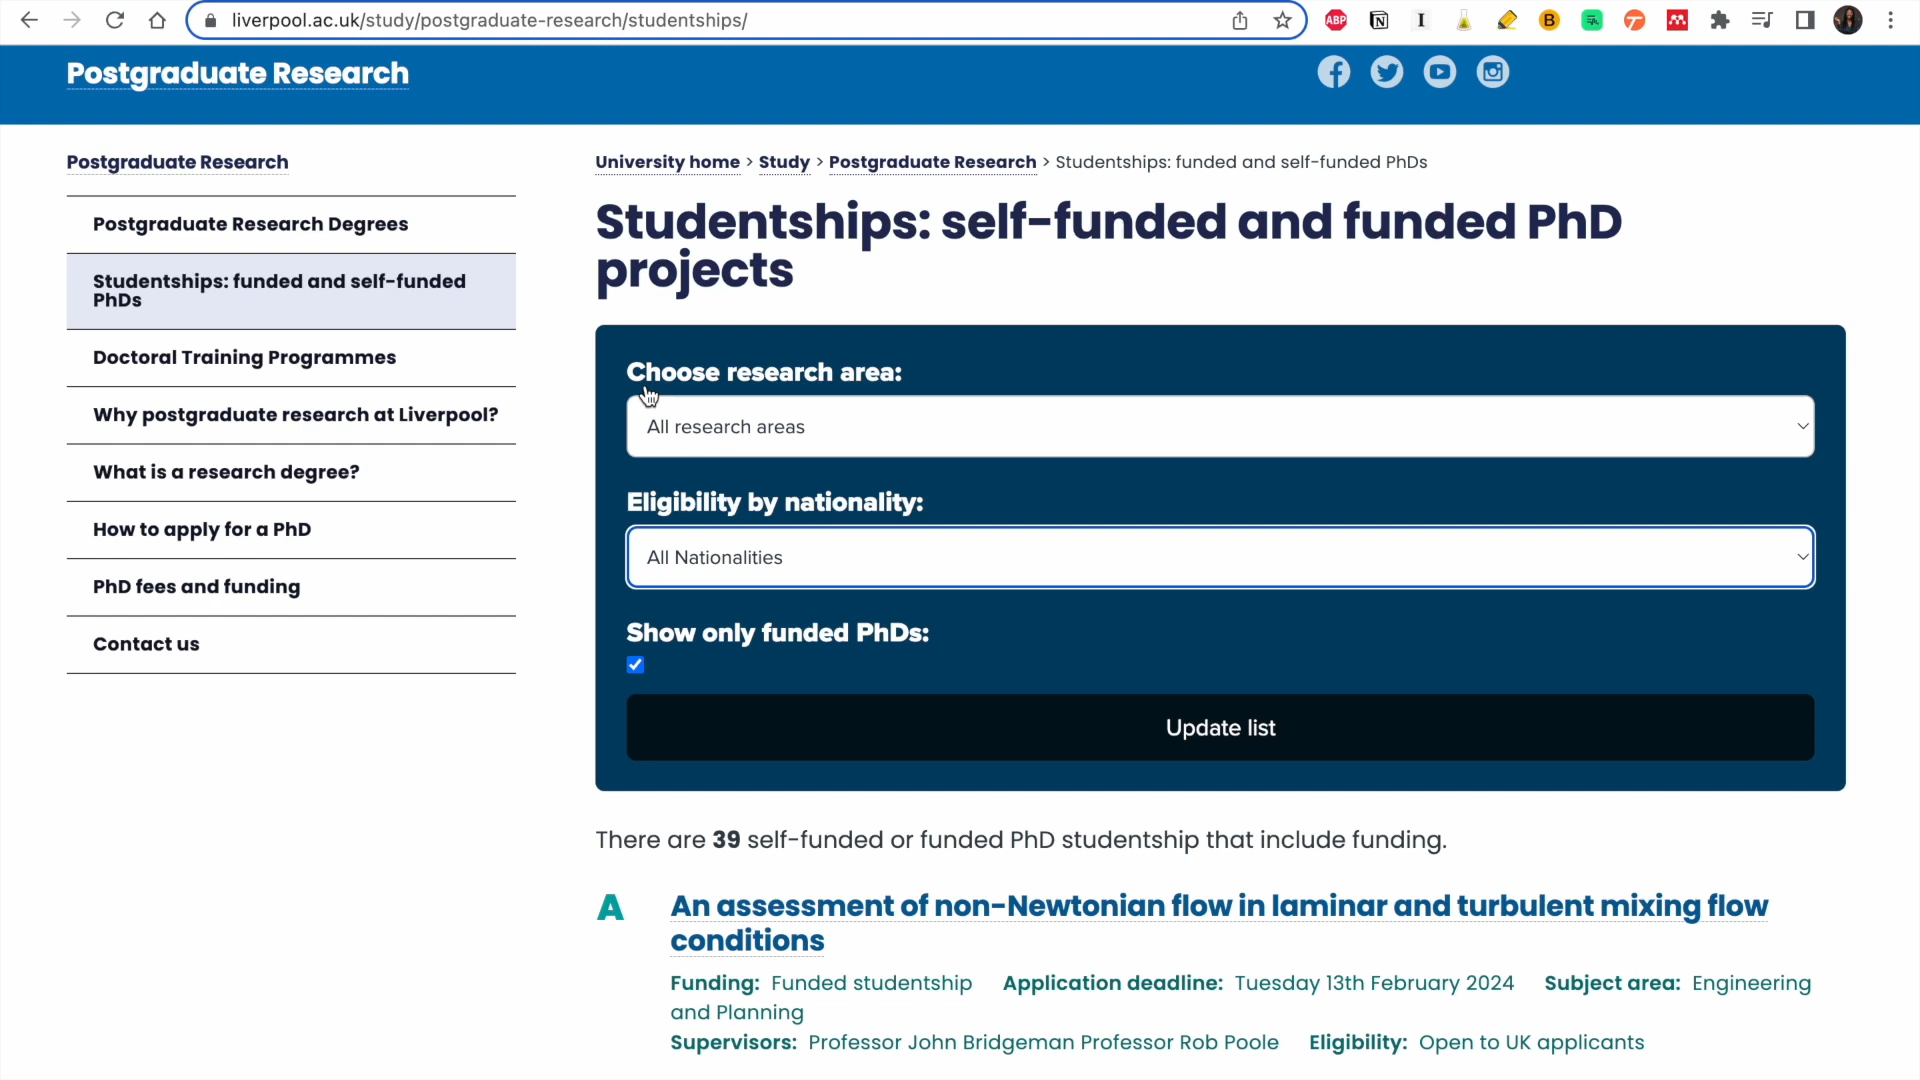 liverpool.ac.uk/study/postgraduate-research/studentships/
ABP
N
I
B
Postgraduate Research
Postgraduate Research
Postgraduate Research Degrees
Studentships: funded and self-funded
PhDs
Doctoral Training Programmes
Why postgraduate research at Liverpool?
What is a research degree?
How to apply for a PhD
PhD fees and funding
Contact us
University home > Study > Postgraduate Research > Studentships: funded and self-funded PhDs
Studentships: self-funded and funded PhD
projects
Choose research area:
All research areas
Eligibility by nationality:
All Nationalities
Show only funded PhDs:
Update list
There are 39 self-funded or funded PhD studentship that include funding.
A
An assessment of non-Newtonian flow in laminar and turbulent mixing flow
conditions
Funding: Funded studentship Application deadline: Tuesday 13th February 2024 Subject area: Engineering
and Planning
Supervisors: Professor John Bridgeman Professor Rob Poole Eligibility: Open to UK applicants